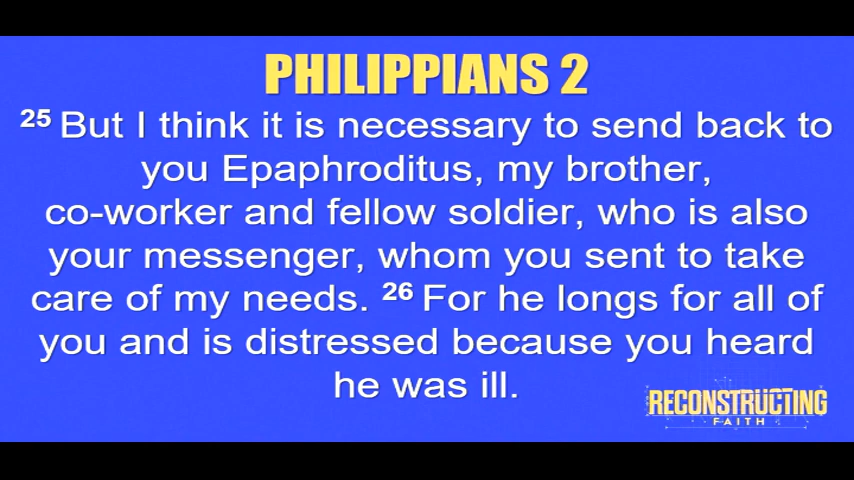 PHILIPPIANS 2
25 But I think it is necessary to send back to
you Epaphroditus, my brother,
co-worker and fellow soldier, who is also
your messenger, whom you sent to take
care of my needs. 26 For he longs for all of
you and is distressed because you heard
he was ill.
RECONSTRUCTING
FAITH